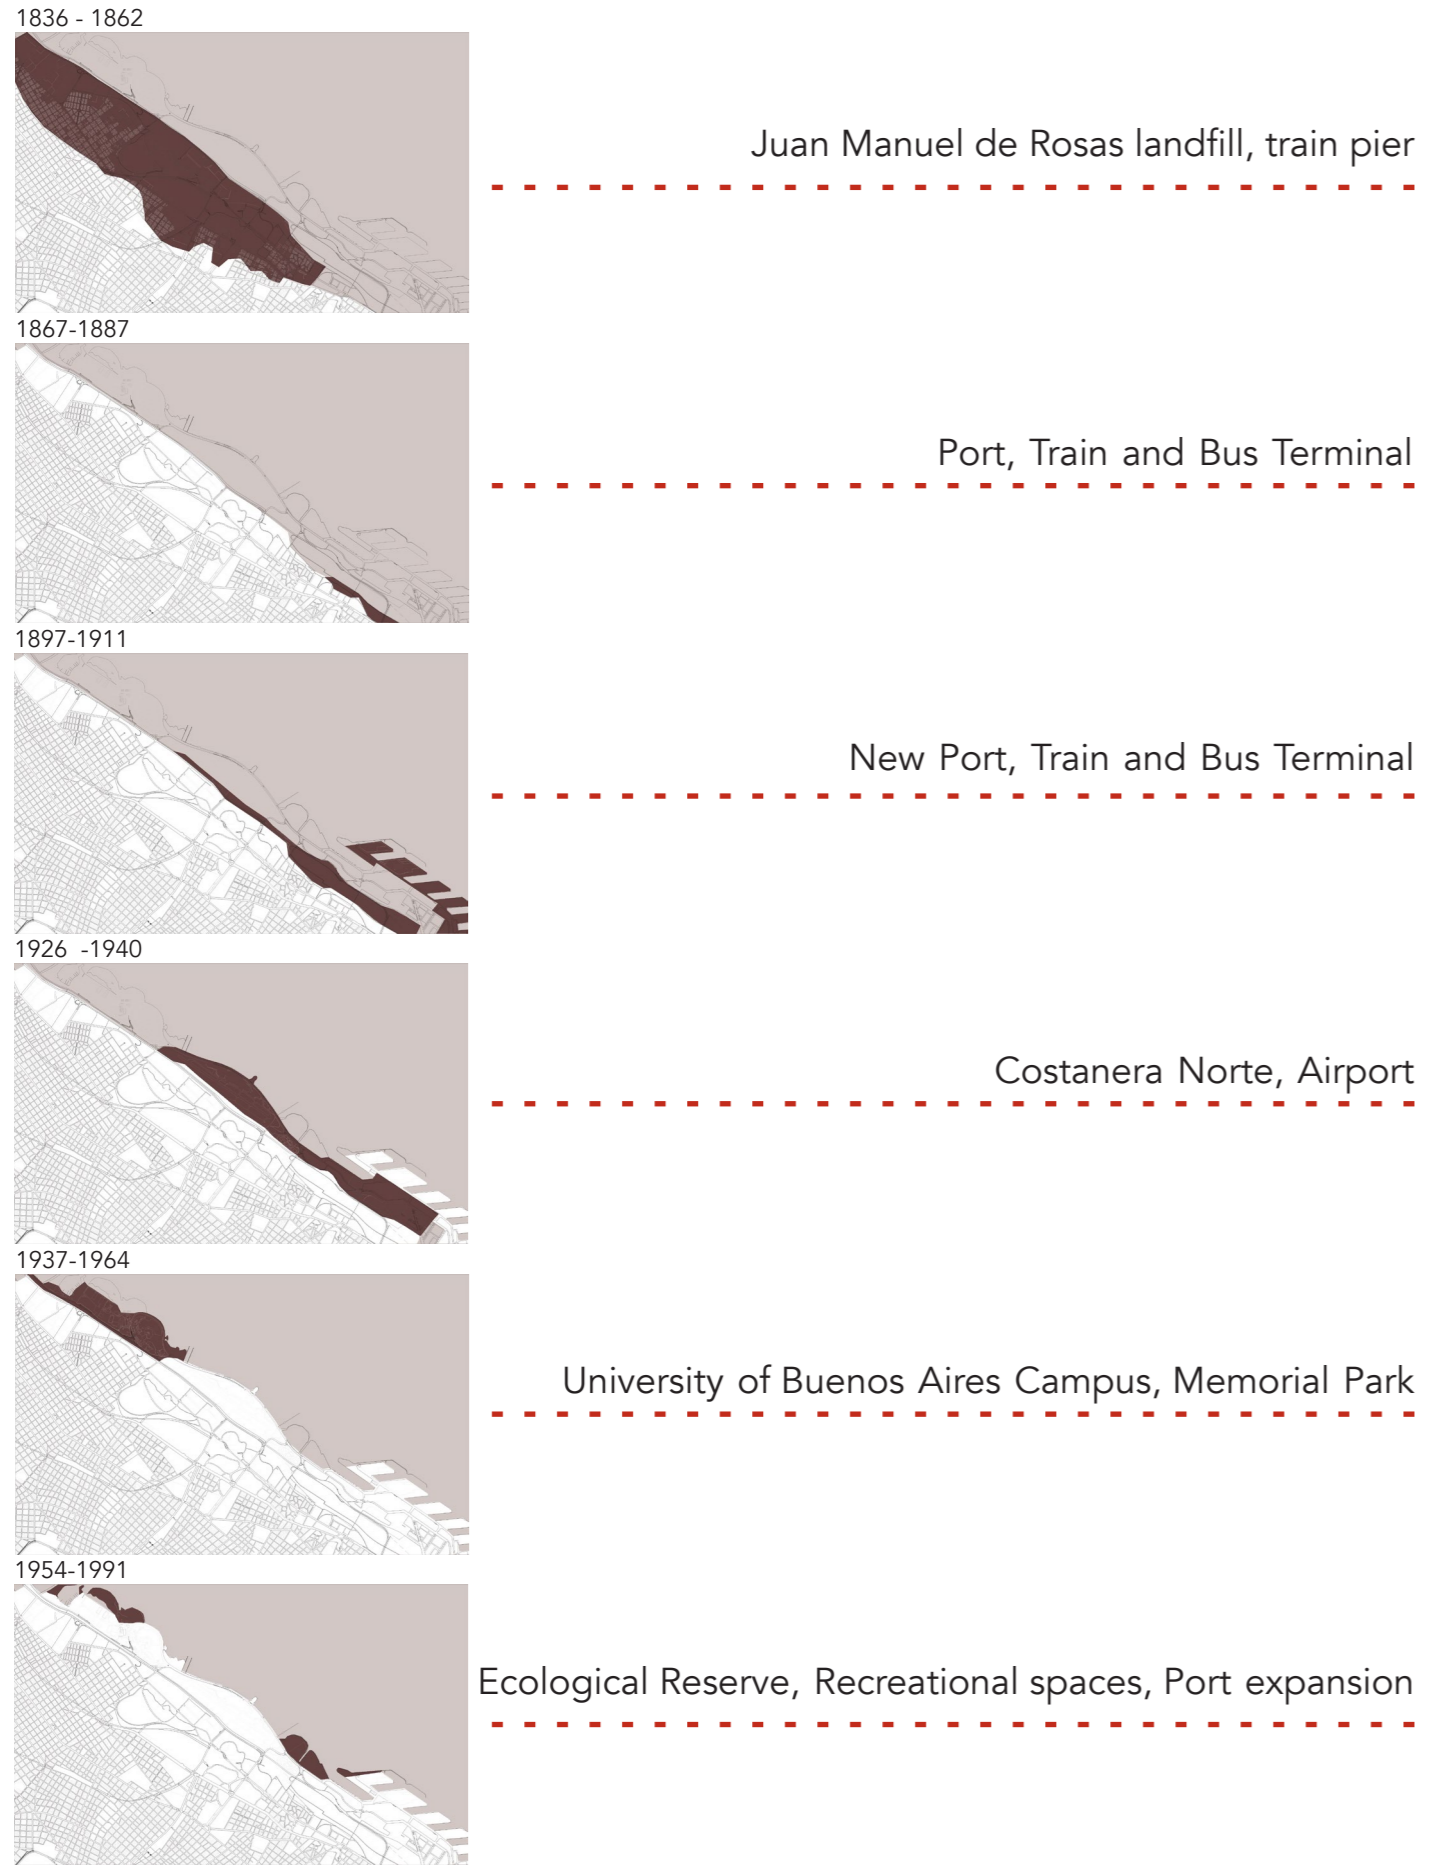 1836 - 1862
Juan Manuel de Rosas landfill, train pier
1867-1887
Port, Train and Bus Terminal
1897-1911
New Port, Train and Bus Terminal
1926 -1940
Costanera Norte, Airport
1937-1964
University of Buenos Aires Campus, Memorial Park
1954-1991
Ecological Reserve, Recreational spaces, Port expansion